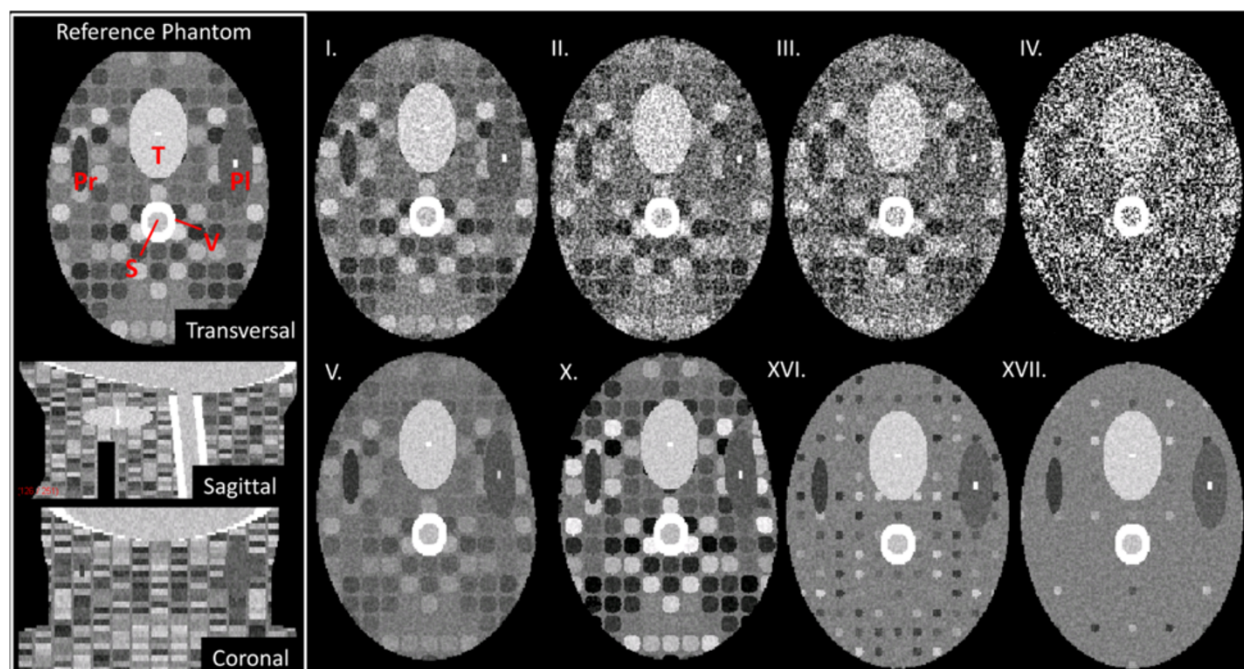 Reference Phantom
T
Pr
Pl
V
S
Transversal
Sagittal
Coronal
I.
II.
III.
IV.
V.
X.
XVI.
XVII.